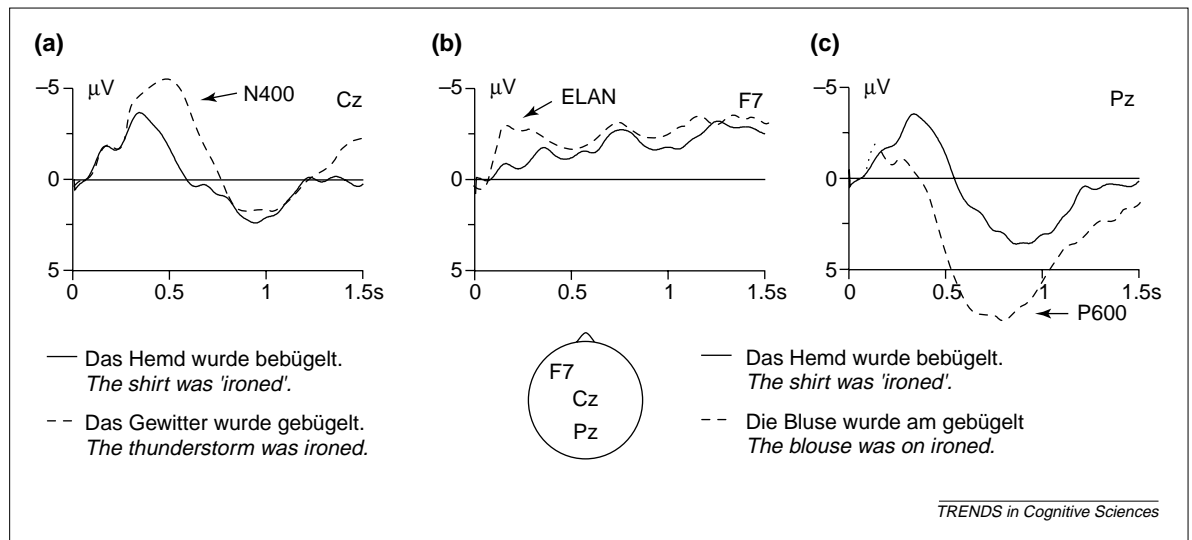 (a)
(b)
(c)
–5
µV
N400
Cz
0
5
0
0.5
1
1.5s
–5
µV
ELAN
F7
0
5
0
0.5
1
1.5s
–5
µV
Pz
0
5
0
0.5
1
1.5s
P600
Das Hemd wurde bebügelt.
The shirt was 'ironed'.
Das Gewitter wurde gebügelt.
The thunderstorm was ironed.
F7
Cz
Pz
Das Hemd wurde bebügelt.
The shirt was 'ironed'.
Die Bluse wurde am gebügelt
The blouse was on ironed.
TRENDS in Cognitive Sciences